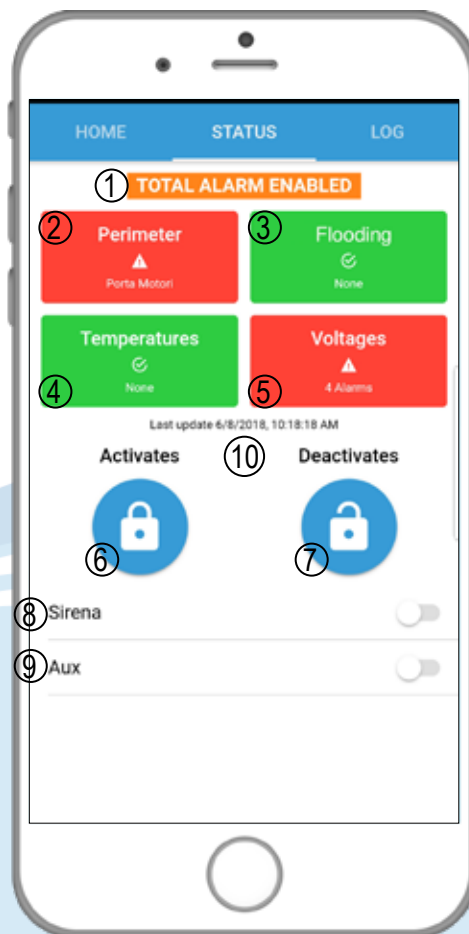 HOME STATUS LOG
① TOTAL ALARM ENABLED
② Perimeter ③ Flooding
Porta Motori None
Temperatures Voltages
④ None ⑤ 4 Alarms
Last update 6/8/2018, 10:18:18 AM
Activates ⑩ Deactivates
⑥ ⑦
⑧ Sirena
⑨ Aux